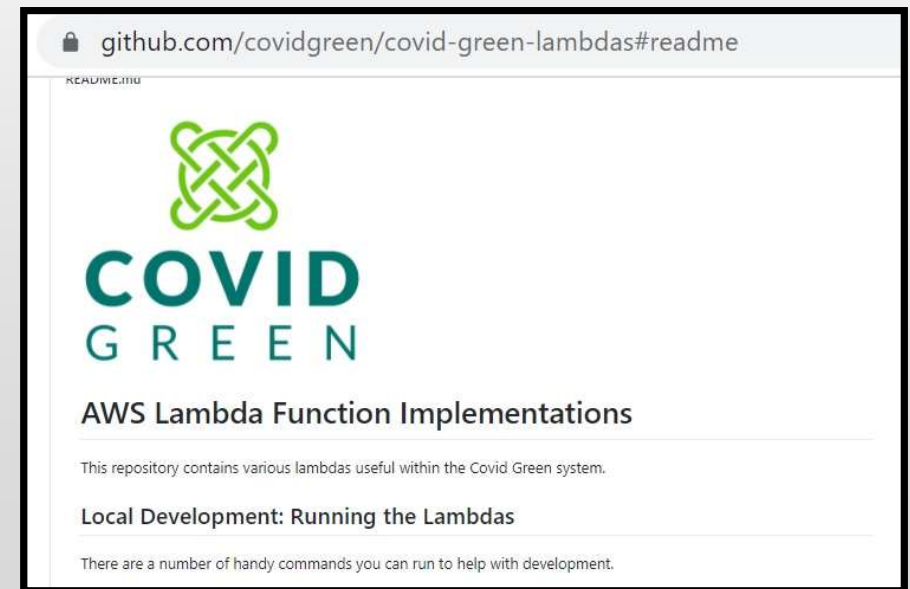 github.com/covidgreen/covid-green-lambdas#readme
README.md
COVID
GREEN
AWS Lambda Function Implementations
This repository contains various lambdas useful within the Covid Green system.
Local Development: Running the Lambdas
There are a number of handy commands you can run to help with development.